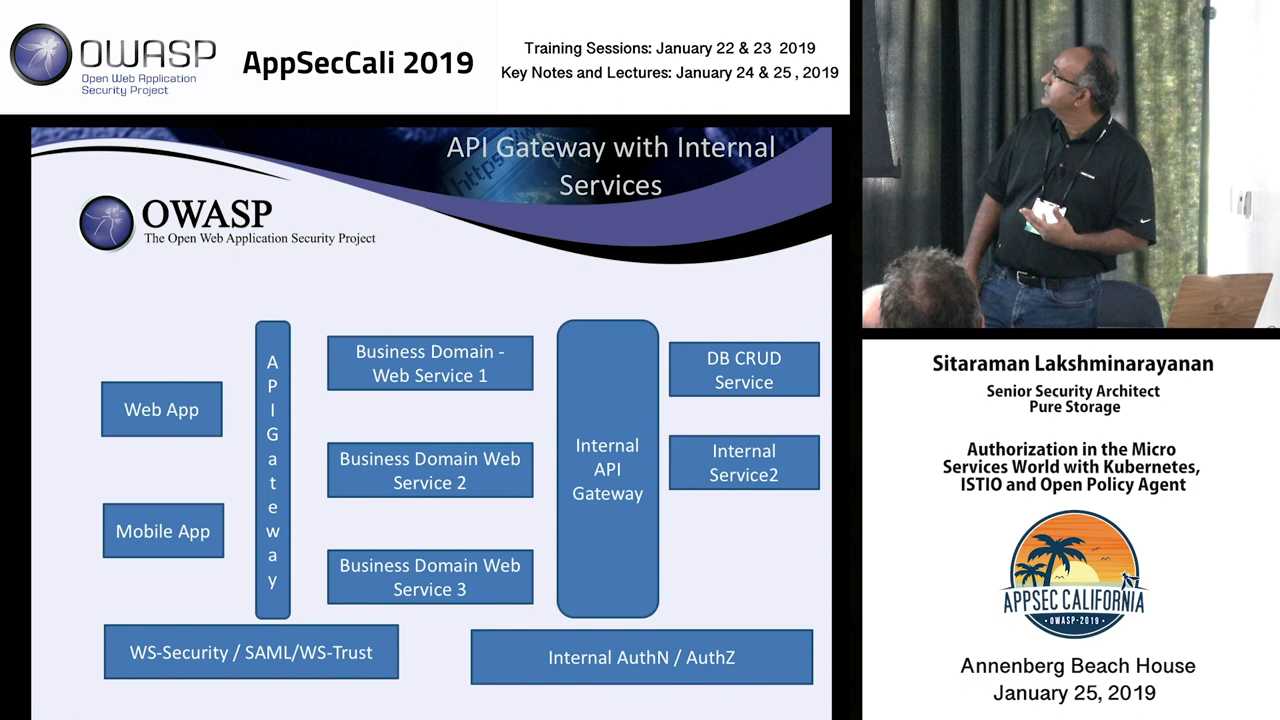 OWASP
Open Web Application
Security Project
AppSecCali 2019
Training Sessions: January 22 & 23 2019
Key Notes and Lectures: January 24 & 25, 2019
API Gateway with Internal
Services
https
OWASP
The Open Web Application Security Project
Web App
Mobile App
API Gateway
Business Domain -
Web Service 1
Business Domain Web
Service 2
Business Domain Web
Service 3
Internal
API
Gateway
DB CRUD
Service
Internal
Service2
WS-Security / SAML/WS-Trust
Internal AuthN / AuthZ
Sitaraman Lakshminarayanan
Senior Security Architect
Pure Storage
Authorization in the Micro
Services World with Kubernetes,
ISTIO and Open Policy Agent
APPSEC CALIFORNIA
• OWASP-2019 •
Annenberg Beach House
January 25, 2019